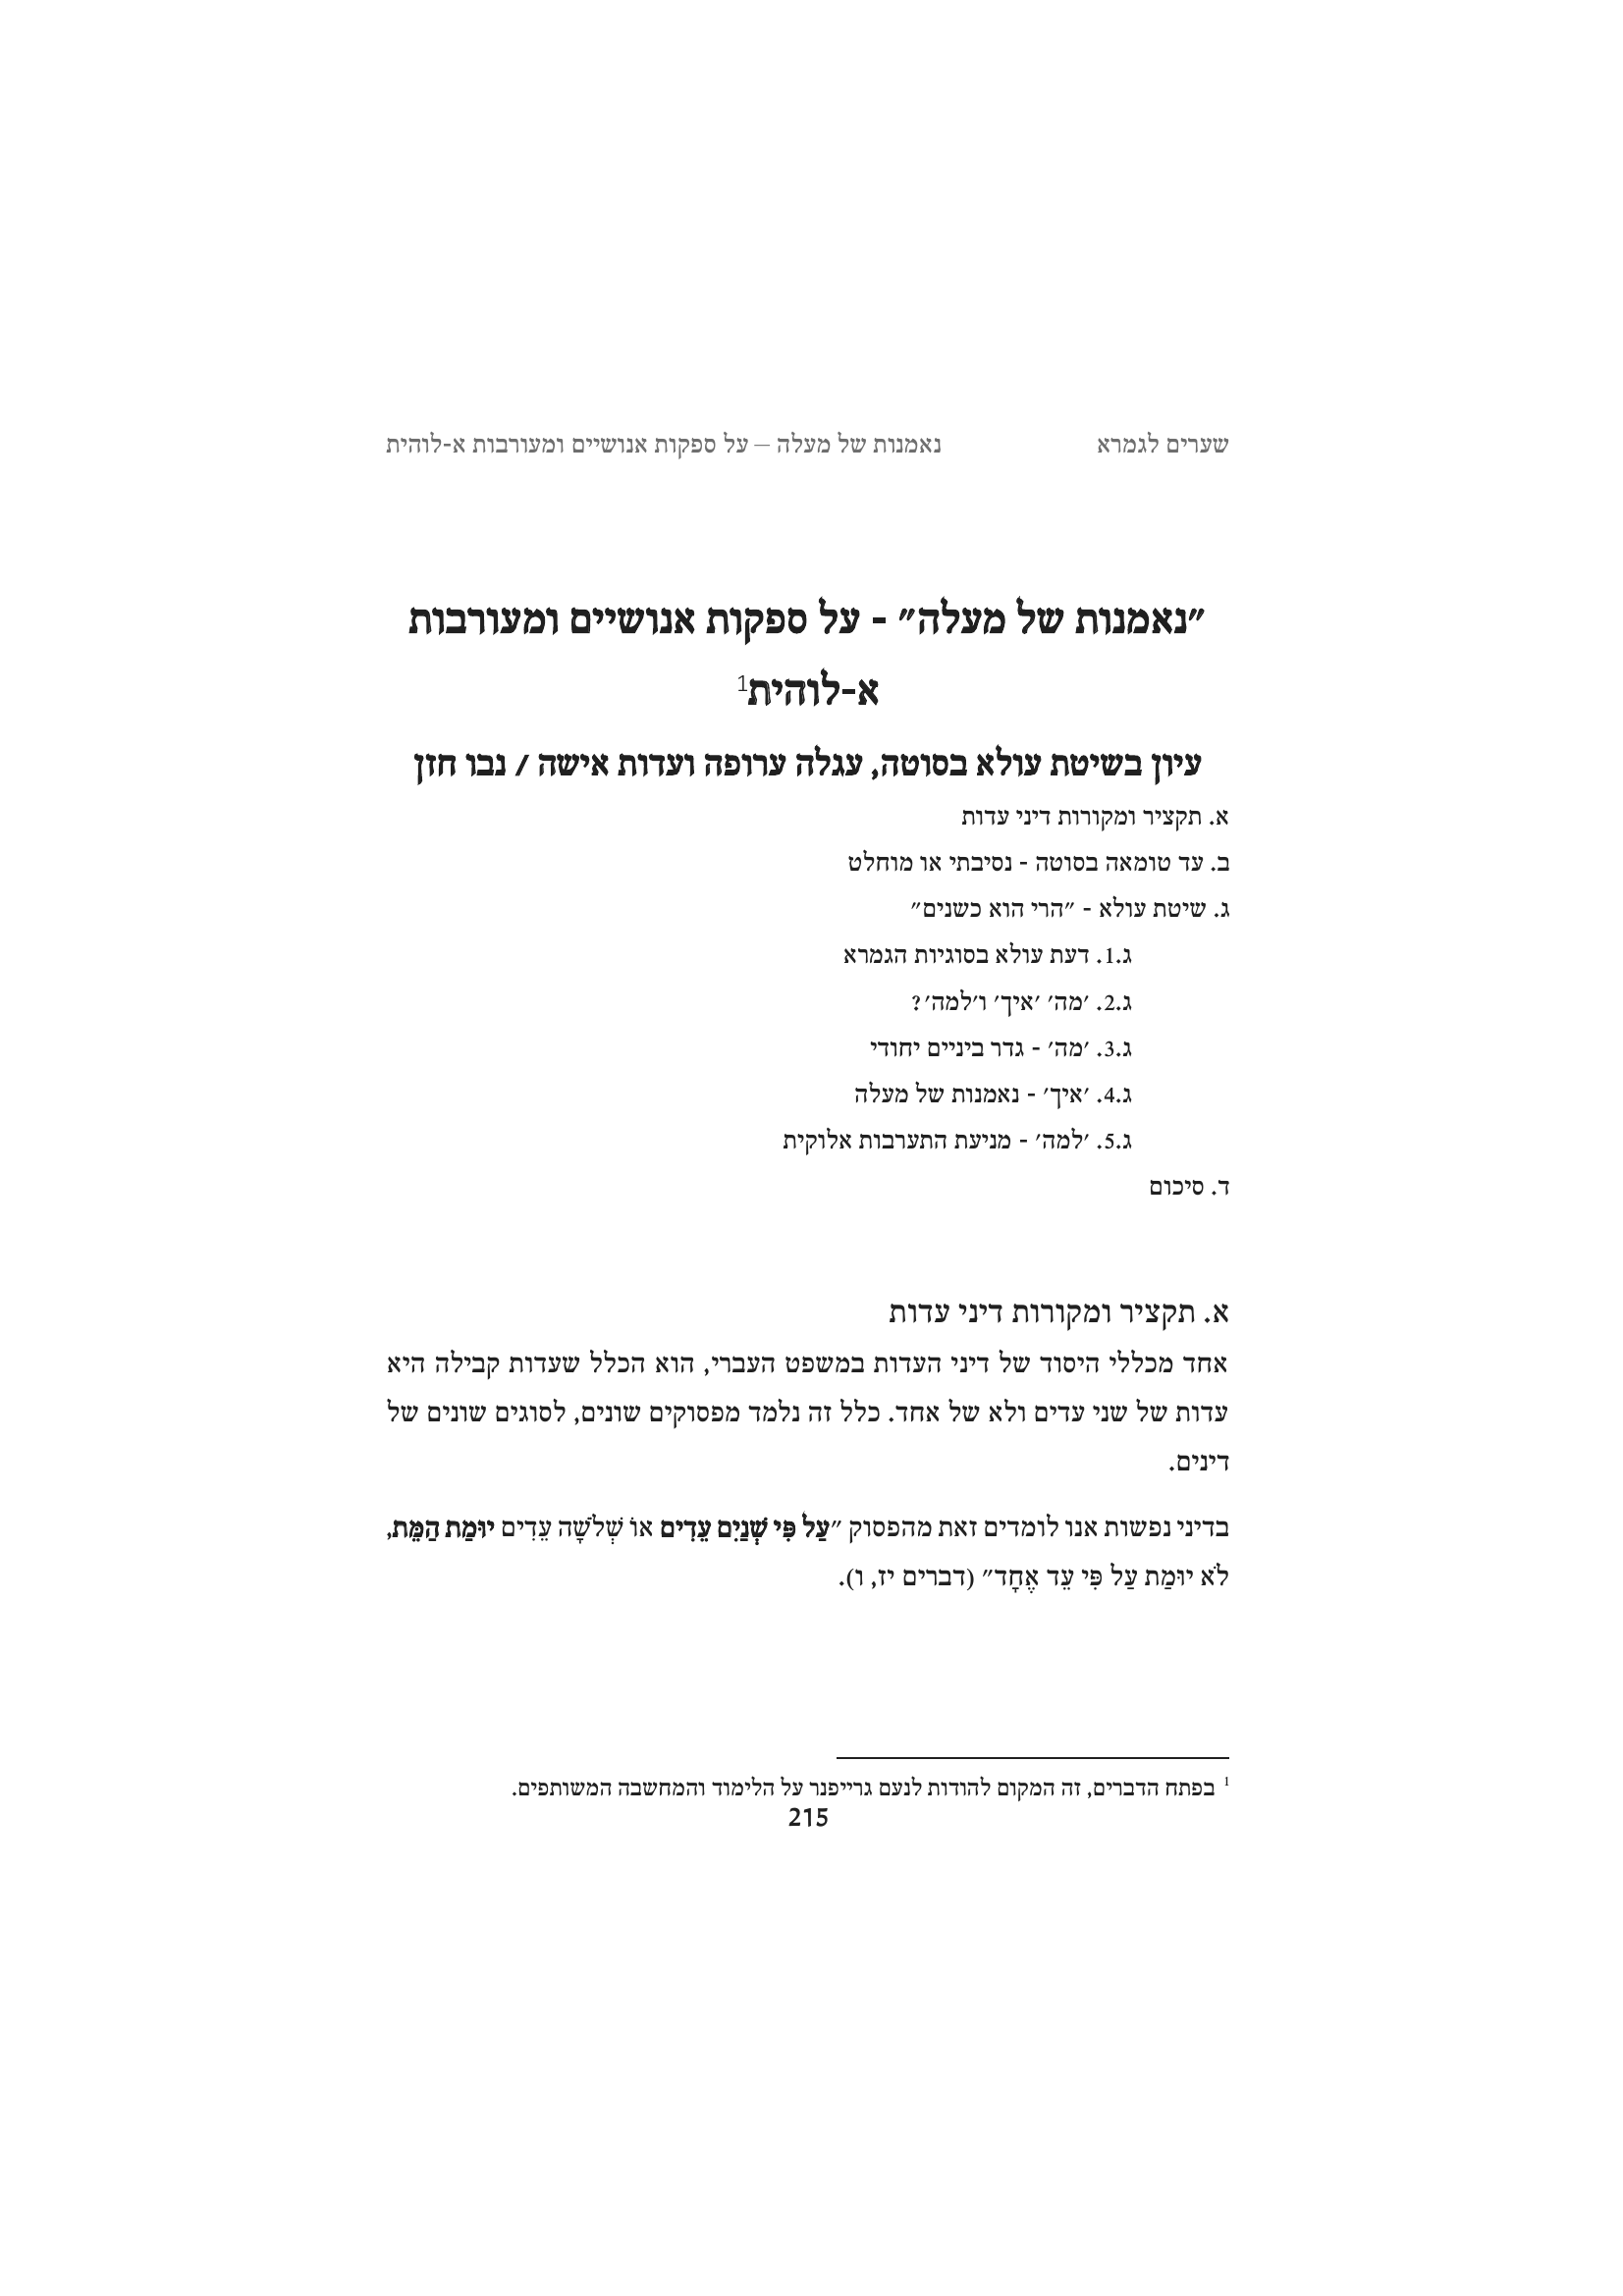 שערים לגמרא נאמנות של מעלה – על ספקות אנושיים ומעורבות א-לוהית
״נאמנות של מעלה״ - על ספקות אנושיים ומעורבות
א-לוהית1
עיון בשיטת עולא בסוטה, עגלה ערופה ועדות אישה / נבו חזן
א. תקציר ומקורות דיני עדות
ב. עד טומאה בסוטה - נסיבתי או מוחלט
ג. שיטת עולא - ״הרי הוא כשנים״
ג.1. דעת עולא בסוגיות הגמרא
ג.2. ׳מה׳ ׳איך׳ ו׳למה׳?
ג.3. ׳מה׳ - גדר ביניים יחודי
ג.4. ׳איך׳ - נאמנות של מעלה
ג.5. ׳למה׳ - מניעת התערבות אלוקית
ד. סיכום
א. תקציר ומקורות דיני עדות
אחד מכללי היסוד של דיני העדות במשפט העברי, הוא הכלל שעדות קבילה היא
עדות של שני עדים ולא של אחד. כלל זה נלמד מפסוקים שונים, לסוגים שונים של
דינים.
בדיני נפשות אנו לומדים זאת מהפסוק ״עַל פִּי שְׁנַיִם עֵדִים אוֹ שְׁלֹשָׁה עֵדִים יוּמַת הַמֵּת,
לֹא יוּמַת עַל פִּי עֵד אֶחָד״ (דברים יז, ו).
1 בפתח הדברים, זה המקום להודות לנעם גרייפנר על הלימוד והמחשבה המשותפים.
215